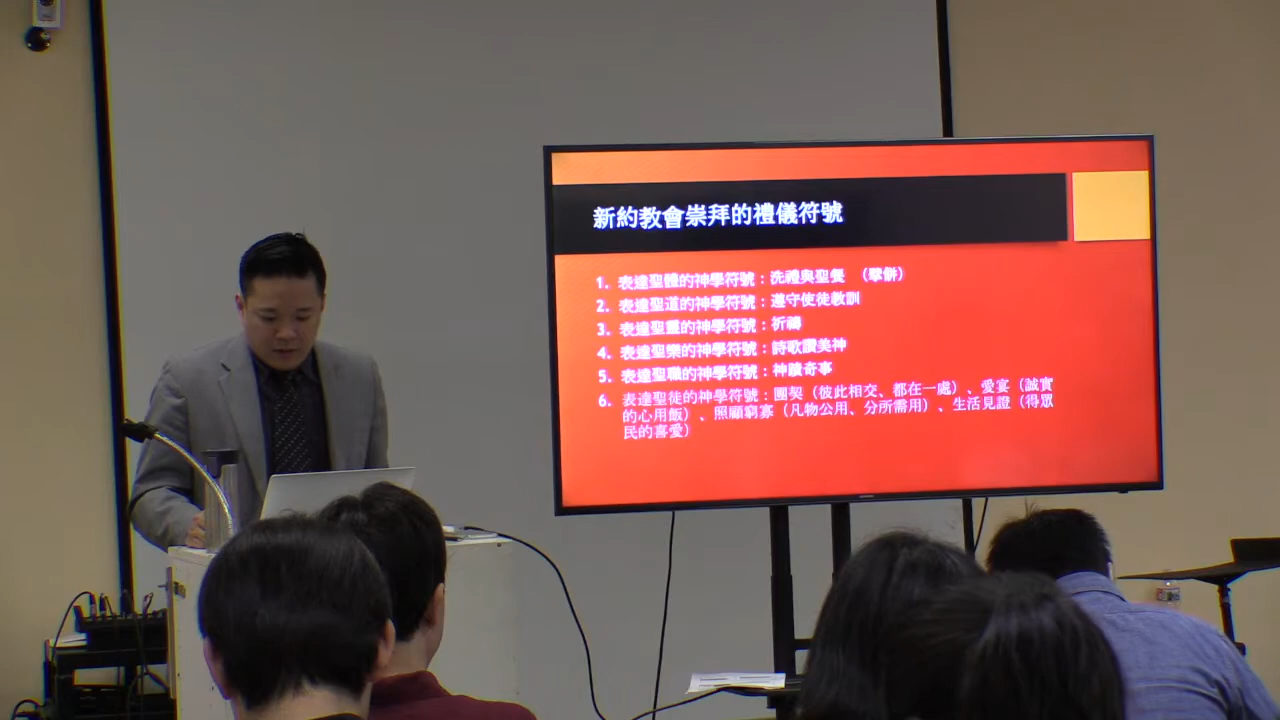 新約教會崇拜的禮儀符號
1. 表達聖體的神學符號：洗禮與聖餐 （擘併）
2. 表達聖道的神學符號：遵守使徒教訓
3. 表達聖靈的神學符號：祈禱
4. 表達聖樂的神學符號：詩歌讚美神
5. 表達聖職的神學符號：神蹟奇事
6. 表達聖徒的神學符號：團契（彼此相交、都在一處）、愛宴（誠實
的心用飯）、照顧窮寡（凡物公用、分所需用）、生活見證（得眾
民的喜愛）